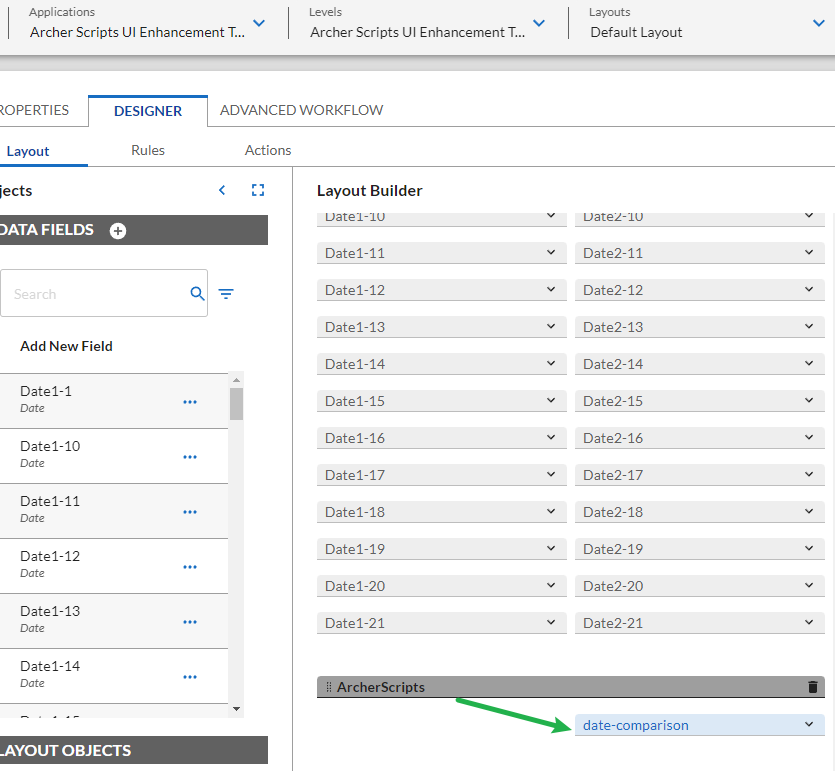 Applications
Levels
Layouts
Archer Scripts UI Enhancement T...
Archer Scripts UI Enhancement T...
Default Layout
ROPERTIES
DESIGNER
ADVANCED WORKFLOW
Layout
Rules
Actions
jects
DATA FIELDS
Search
Add New Field
Date1-1
Date
Date1-10
Date
Date1-11
Date
Date1-12
Date
Date1-13
Date
Date1-14
Date
LAYOUT OBJECTS
Layout Builder
Date1-10
Date2-10
Date1-11
Date2-11
Date1-12
Date2-12
Date1-13
Date2-13
Date1-14
Date2-14
Date1-15
Date2-15
Date1-16
Date2-16
Date1-17
Date2-17
Date1-18
Date2-18
Date1-19
Date2-19
Date1-20
Date2-20
Date1-21
Date2-21
ArcherScripts
date-comparison